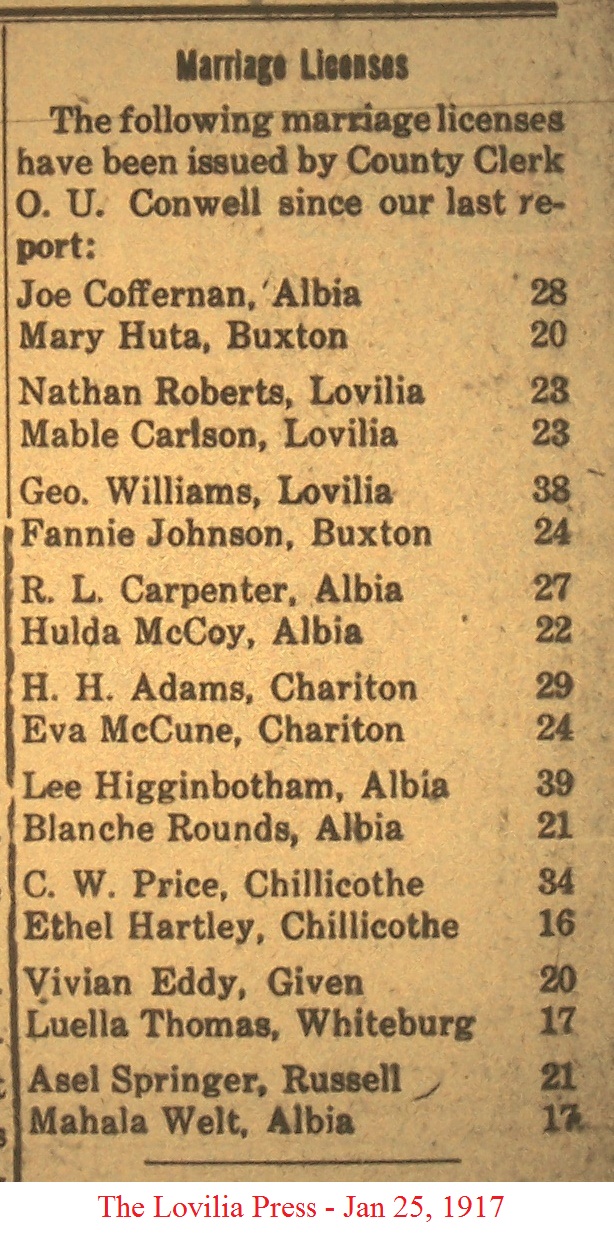 Marriage Licenses
The following marriage licenses
have been issued by County Clerk
O. U. Conwell since our last re-
port:
Joe Coffernan, Albia 28
Mary Huta, Buxton 20
Nathan Roberts, Lovilia 23
Mable Carlson, Lovilia 23
Geo. Williams, Lovilia 38
Fannie Johnson, Buxton 24
R. L. Carpenter, Albia 27
Hulda McCoy, Albia 22
H. H. Adams, Chariton 29
Eva McCune, Chariton 24
Lee Higginbotham, Albia 39
Blanche Rounds, Albia 21
C. W. Price, Chillicothe 34
Ethel Hartley, Chillicothe 16
Vivian Eddy, Given 20
Luella Thomas, Whiteburg 17
Asel Springer, Russell 21
Mahala Welt, Albia 17
The Lovilia Press - Jan 25, 1917